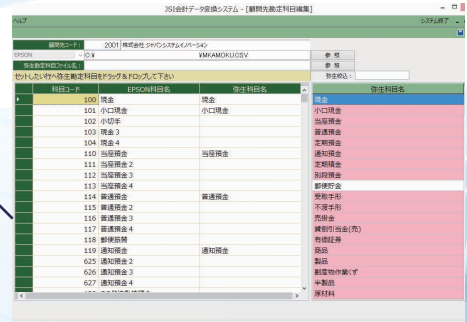 JSI会計データ変換システム - [顧問先勘定科目編集]
ヘルプ システム終了
顧問先コード： 2001 株式会社 ジャパンシステムイノベーション
EPSON C:¥ ¥MKAMOKU.CSV 参 照
弥生勘定科目ファイル名： 参 照
セットしたい行へ弥生勘定科目をドラッグ&ドロップして下さい 弥生絞込：
科目コード EPSON科目名 弥生科目名 弥生科目名
100 現金 現金 現金
101 小口現金 小口現金 小口現金
102 小切手 当座預金
103 現金３ 普通預金
104 現金４ 定期預金
110 当座預金 当座預金 通知預金
111 当座預金２ 定期積金
112 当座預金３ 別段預金
113 当座預金４ 郵便貯金
114 普通預金 普通預金 受取手形
115 普通預金２ 不渡手形
116 普通預金３ 売掛金
117 普通預金４ 貸倒引当金(売)
118 郵便振替 有価証券
119 通知預金 通知預金 商品
625 通知預金２ 製品
626 通知預金３ 副産物作業くず
627 通知預金４ 半製品
原材料